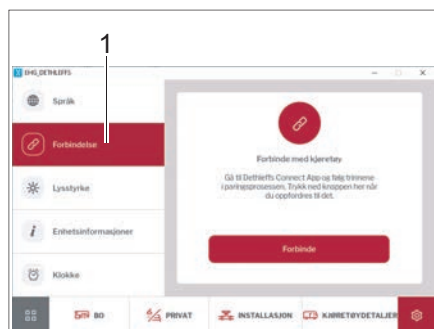 1
EHG_DETHLEFFS
Språk
Forbindelse
Lysstyrke
Enhetsinformasjoner
Klokke
Forbinde med kjøretøy
Gå til Dethleffs Connect App og følg trinnene
i paringsprosessen. Trykk ned knappen her når
du oppfordres til det.
Forbinde
BO
PRIVAT
INSTALLASJON
KJØRETØYDETALJER